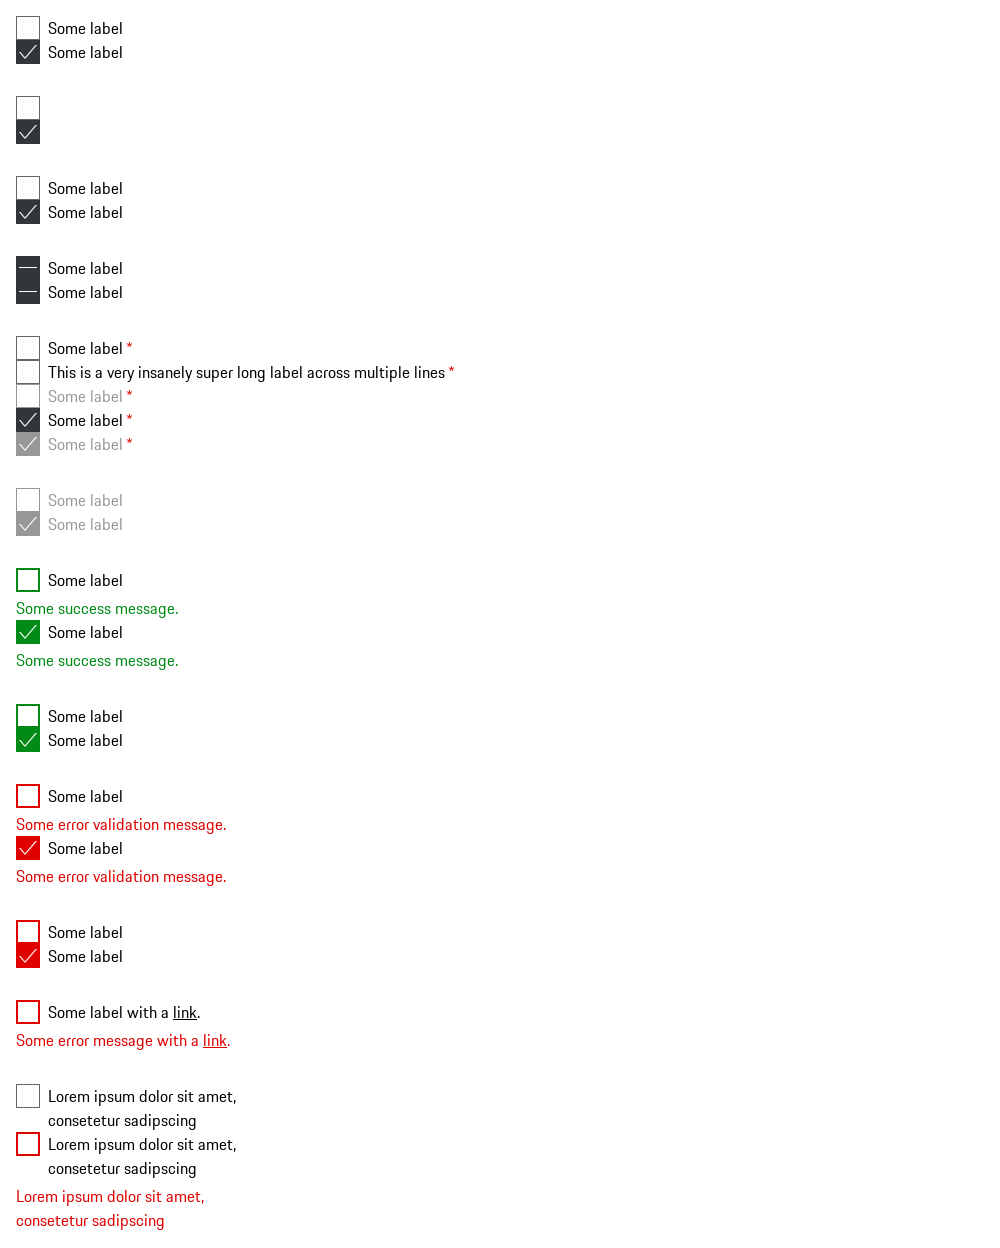 Some label
Some label
Some label
Some label
Some label
Some label
Some label *
This is a very insanely super long label across multiple lines *
Some label *
Some label *
Some label *
Some label
Some label
Some label
Some success message.
Some label
Some success message.
Some label
Some label
Some label
Some error validation message.
Some label
Some error validation message.
Some label
Some label
Some label with a link.
Some error message with a link.
Lorem ipsum dolor sit amet,
consetetur sadipscing
Lorem ipsum dolor sit amet,
consetetur sadipscing
Lorem ipsum dolor sit amet,
consetetur sadipscing